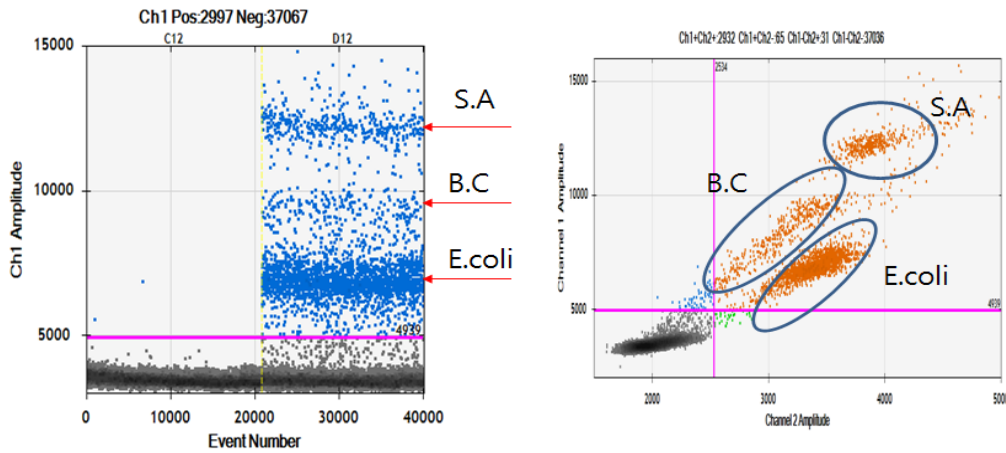 Ch1 Pos:2997 Neg:37067
C12 D12
15000
10000
5000
0 10000 20000 30000 40000
4939
Ch1 Amplitude
Event Number
S.A
B.C
E.coli
Ch1+Ch2+:2932 Ch1+Ch2-:65 Ch1-Ch2+:31 Ch1-Ch2-:37036
2534
15000
10000
5000
2000 3000 4000 500
4939
Channel 1 Amplitude
Channel 2 Amplitude
S.A
B.C
E.coli